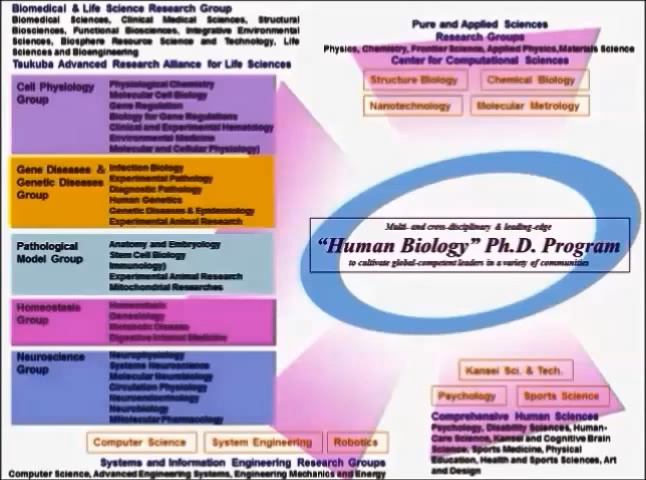 Biomedical & Life Science Research Group
Biomedical Sciences, Clinical Medical Sciences, Structural
Biosciences, Functional Biosciences, Integrative Environmental
Sciences, Biosphere Resource Science and Technology, Life
Sciences and Bioengineering
Tsukuba Advanced Research Alliance for Life Sciences
Cell Physiology
Group
Physiological Chemistry
Molecular Cell Biology
Gene Regulation
Biology for Gene Regulations
Clinical and Experimental Hematology
Environmental Medicine
Molecular and Cellular Physiology)
Gene Diseases &
Genetic Diseases
Group
Infection Biology
Experimental Pathology
Diagnostic Pathology
Human Genetics
Genetic Diseases & Epidemiology
Experimental Animal Research
Pathological
Model Group
Anatomy and Embryology
Stem Cell Biology
Immunology)
Experimental Animal Research
Mitochondrial Researches
Homeostasis
Group
Homeostasis
Metabolic Disease
Digestive Internal Medicine
Neuroscience
Group
Neurophysiology
Systems Neuroscience
Molecular Neurobiology
Circulation Physiology
Neuroendocrinology
Neurobiology
Molecular Pharmacology
Computer Science
System Engineering
Robotics
Systems and Information Engineering Research Groups
Computer Science, Advanced Engineering Systems, Engineering Mechanics and Energy
Pure and Applied Sciences
Research Groups
Physics, Chemistry, Frontier Science, Applied Physics, Materials Science
Center for Computational Sciences
Structure Biology
Chemical Biology
Nanotechnology
Molecular Metrology
Multi- and cross-disciplinary & leading-edge
“Human Biology” Ph.D. Program
to cultivate global-competent leaders in a variety of communities
Kansei Sci. & Tech.
Psychology
Sports Science
Comprehensive Human Sciences
Psychology, Disability Sciences, Human-
Care Science, Kansei and Cognitive Brain
Science, Sports Medicine, Physical
Education, Health and Sports Sciences, Art
and Design